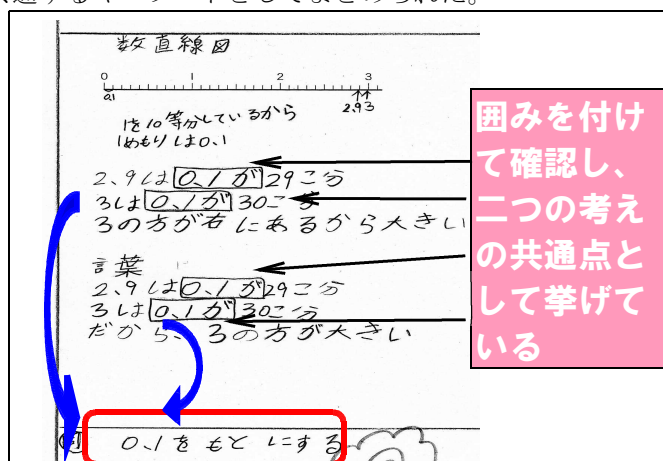 数直線図
0 1 2 3
0.1
2.9 3
1を10等分しているから
1めもりは0.1
2、9は0、1が29こ分
3は0、1が30こ分
3の方が右にあるから大きい
言葉
2、9は0、1が29こ分
3は0、1が30こ分
だから、3の方が大きい
0、1をもとにする
囲みを付け
て確認し、
二つの考え
の共通点と
して挙げて
いる